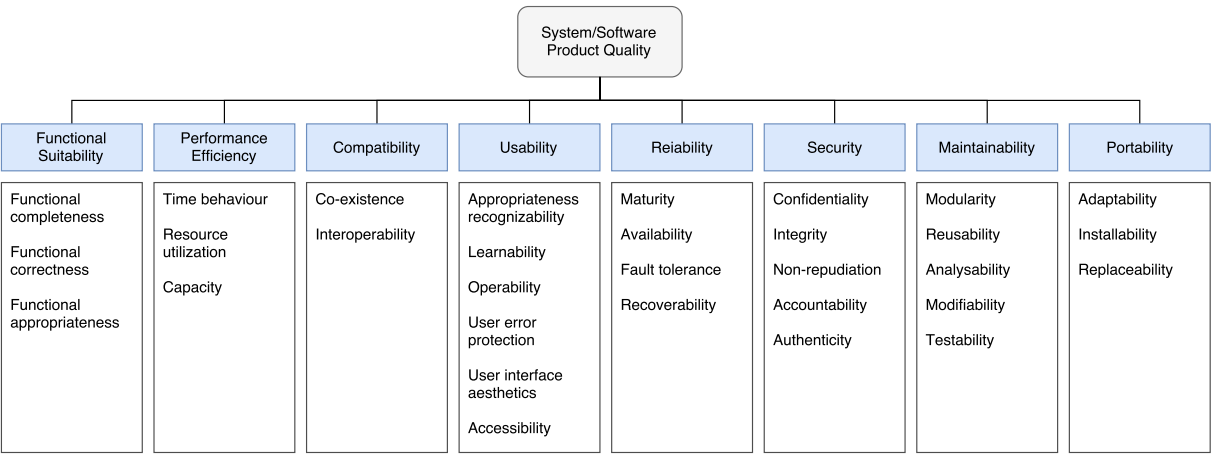 System/Software
Product Quality
Functional
Suitability
Performance
Efficiency
Compatibility
Usability
Reiability
Security
Maintainability
Portability
Functional
completeness
Functional
correctness
Functional
appropriateness
Time behaviour
Resource
utilization
Capacity
Co-existence
Interoperability
Appropriateness
recognizability
Learnability
Operability
User error
protection
User interface
aesthetics
Accessibility
Maturity
Availability
Fault tolerance
Recoverability
Confidentiality
Integrity
Non-repudiation
Accountability
Authenticity
Modularity
Reusability
Analysability
Modifiability
Testability
Adaptability
Installability
Replaceability